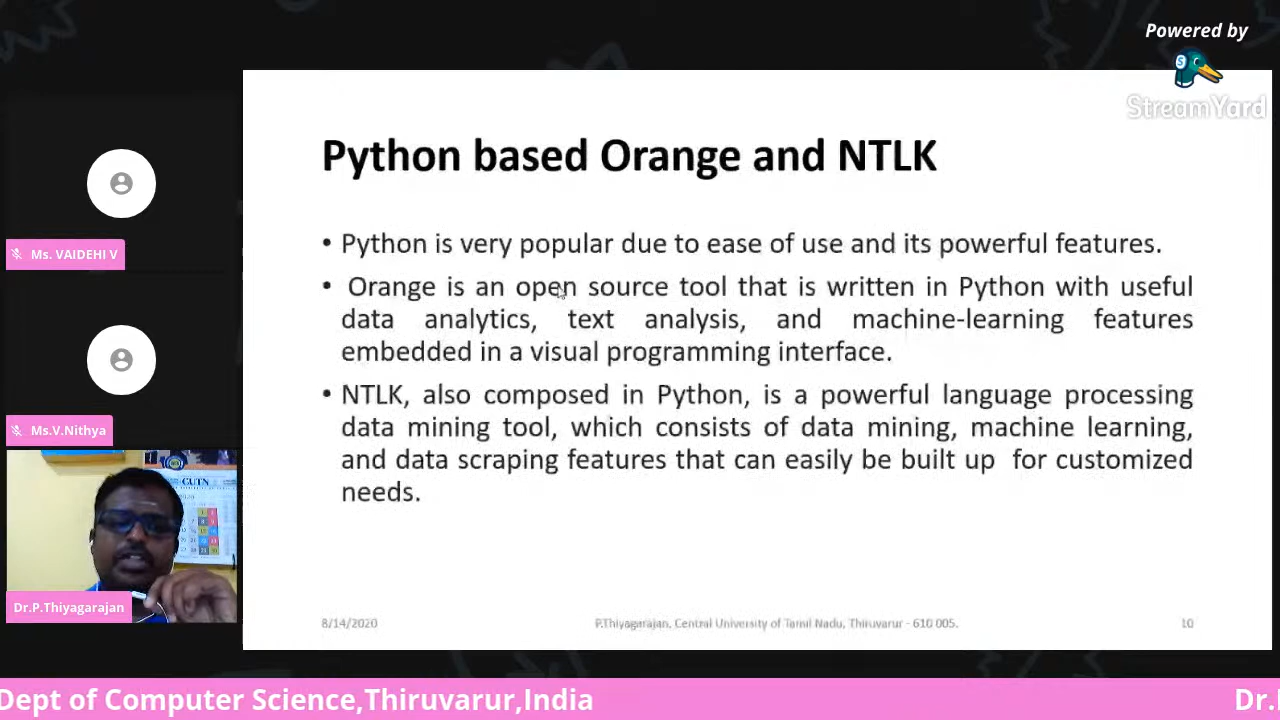 Powered by
StreamYard
Python based Orange and NTLK
• Python is very popular due to ease of use and its powerful features.
• Orange is an open source tool that is written in Python with useful
data analytics, text analysis, and machine-learning features
embedded in a visual programming interface.
• NTLK, also composed in Python, is a powerful language processing
data mining tool, which consists of data mining, machine learning,
and data scraping features that can easily be built up for customized
needs.
8/14/2020
P.Thiyagarajan, Central University of Tamil Nadu, Thiruvarur - 610 005.
10
Ms. VAIDEHI V
Ms.V.Nithya
CUTN
Dr.P.Thiyagarajan
Dept of Computer Science,Thiruvarur,India